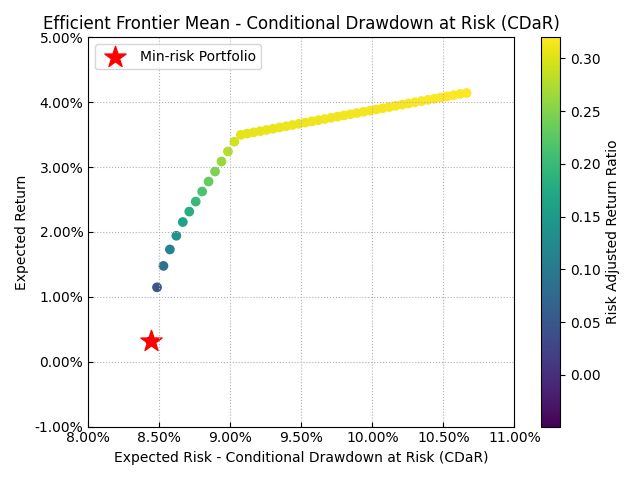 Efficient Frontier Mean - Conditional Drawdown at Risk (CDaR)
Min-risk Portfolio
5.00%
4.00%
3.00%
2.00%
1.00%
0.00%
-1.00%
Expected Return
8.00% 8.50% 9.00% 9.50% 10.00% 10.50% 11.00%
Expected Risk - Conditional Drawdown at Risk (CDaR)
0.30
0.25
0.20
0.15
0.10
0.05
0.00
Risk Adjusted Return Ratio